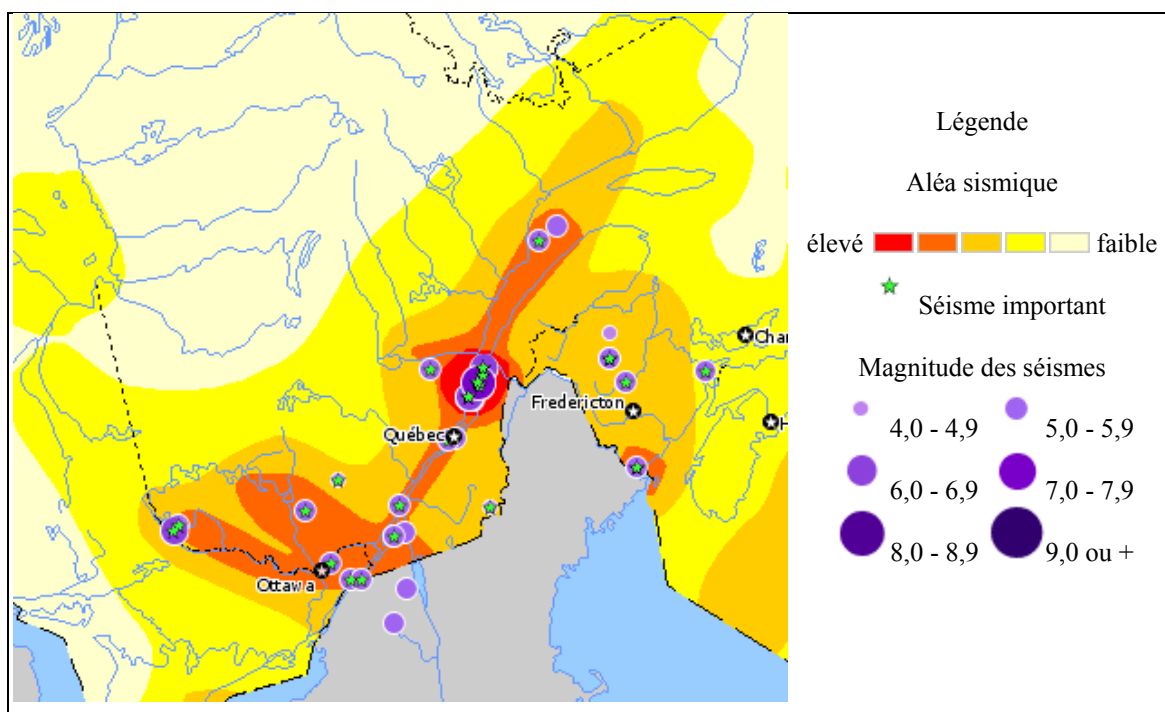 Légende
Aléa sismique
élevé faible
Séisme important
Magnitude des séismes
4,0 - 4,9 5,0 - 5,9
6,0 - 6,9 7,0 - 7,9
8,0 - 8,9 9,0 ou +
Char
Fredericton
H
Québec
Ottawa